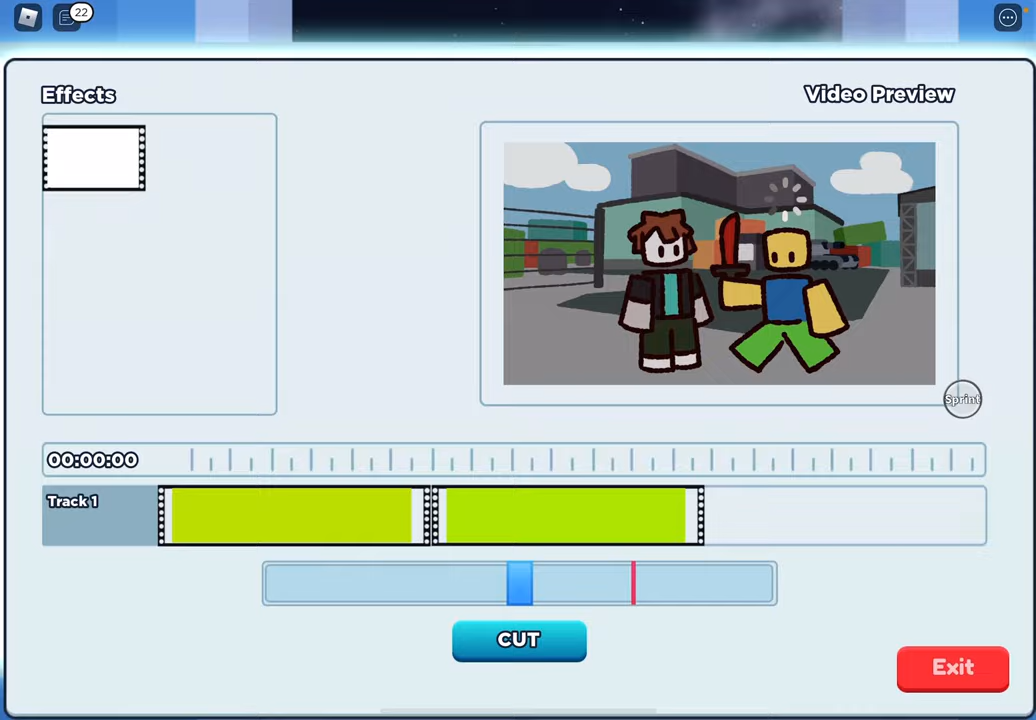 22
Effects
Video Preview
Sprint
00:00:00
Track 1
CUT
Exit